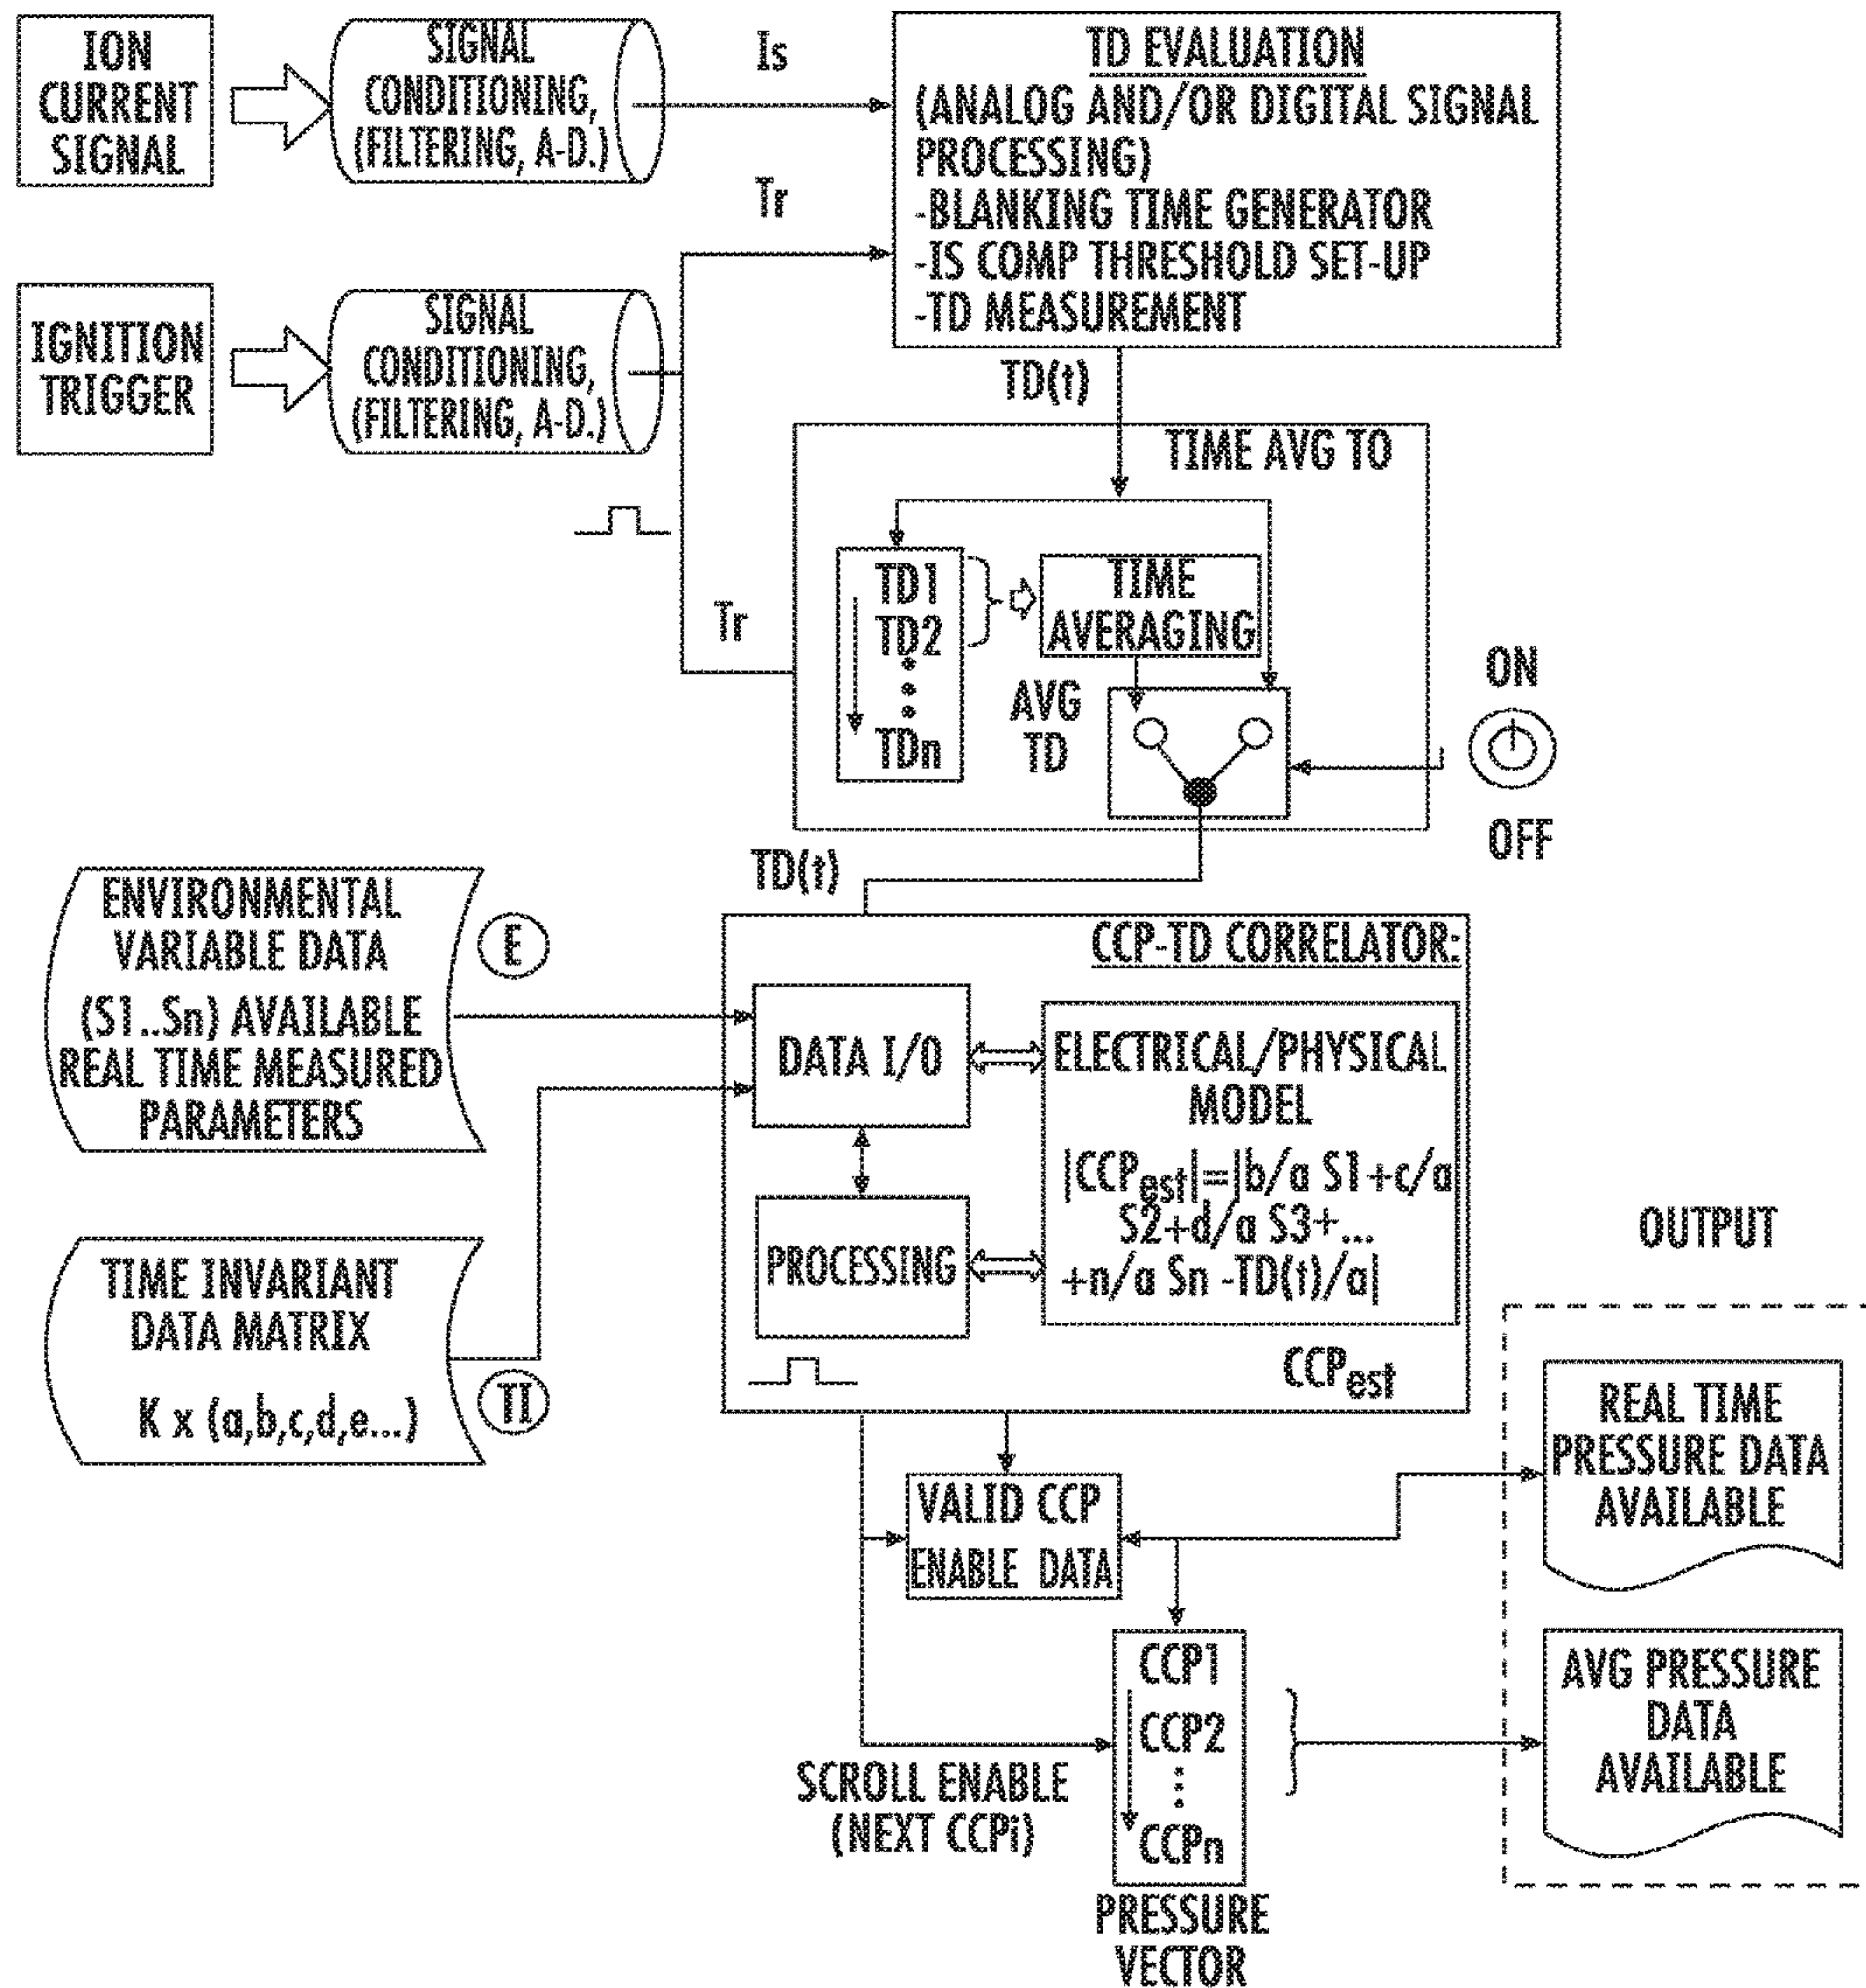 ION
CURRENT
SIGNAL
SIGNAL
CONDITIONING,
(FILTERING, A-D.)
Is
TD EVALUATION
(ANALOG AND/OR DIGITAL SIGNAL
PROCESSING)
-BLANKING TIME GENERATOR
-IS COMP THRESHOLD SET-UP
-TD MEASUREMENT
Tr
IGNITION
TRIGGER
SIGNAL
CONDITIONING,
(FILTERING, A-D.)
TD(t)
TIME AVG TO
Tr
TD1
TD2
TDn
TIME
AVERAGING
AVG
TD
ON
OFF
TD(t)
ENVIRONMENTAL
VARIABLE DATA
(S1..Sn) AVAILABLE
REAL TIME MEASURED
PARAMETERS
E
CCP-TD CORRELATOR:
DATA I/O
ELECTRICAL/PHYSICAL
MODEL
|CCPest|=|b/a S1+c/a
S2+d/a S3+...
+n/a Sn -TD(t)/a|
PROCESSING
CCPest
TIME INVARIANT
DATA MATRIX
K x (a,b,c,d,e...)
TI
OUTPUT
VALID CCP
ENABLE DATA
REAL TIME
PRESSURE DATA
AVAILABLE
CCP1
CCP2
CCPn
SCROLL ENABLE
(NEXT CCPi)
PRESSURE
VECTOR
AVG PRESSURE
DATA
AVAILABLE